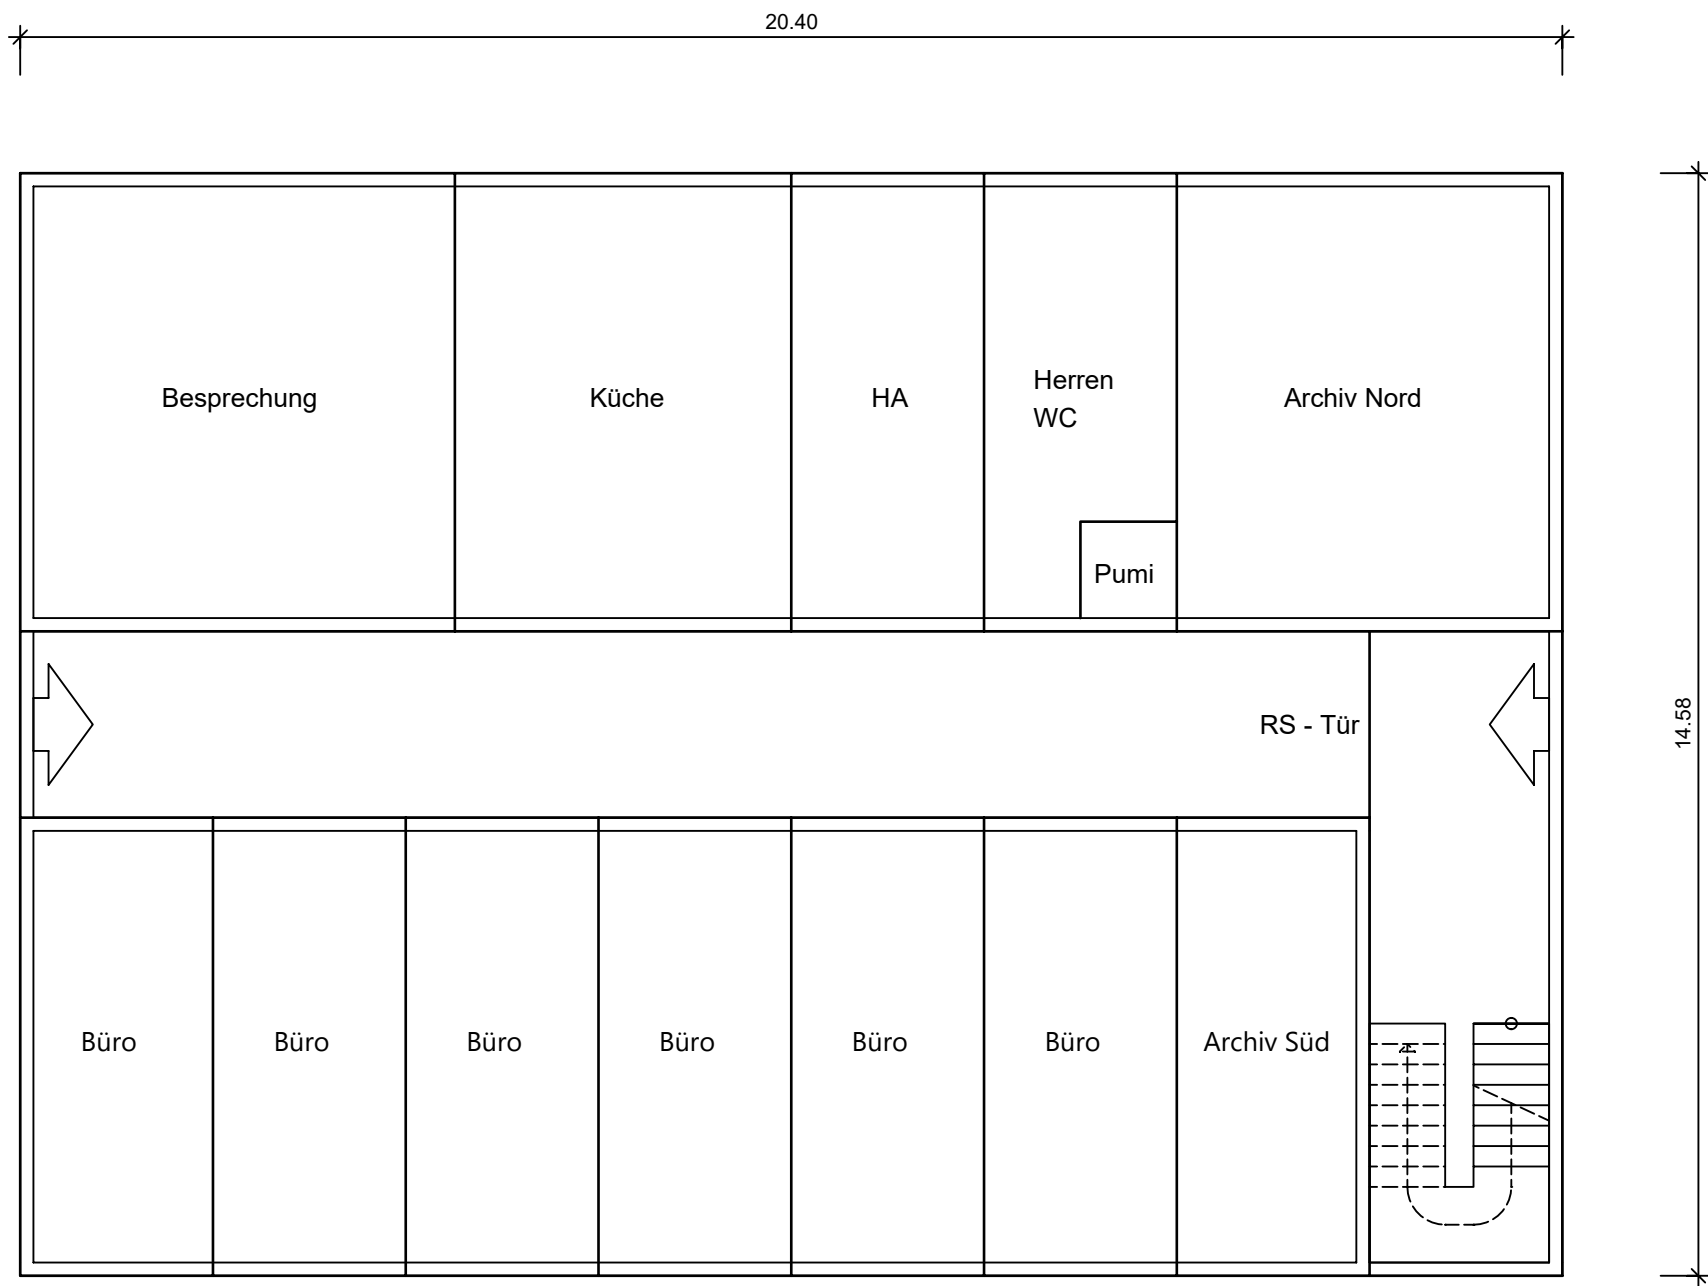 20.40
Besprechung
Küche
HA
Herren
WC
Archiv Nord
Pumi
RS - Tür
14.58
Büro
Büro
Büro
Büro
Büro
Büro
Archiv Süd